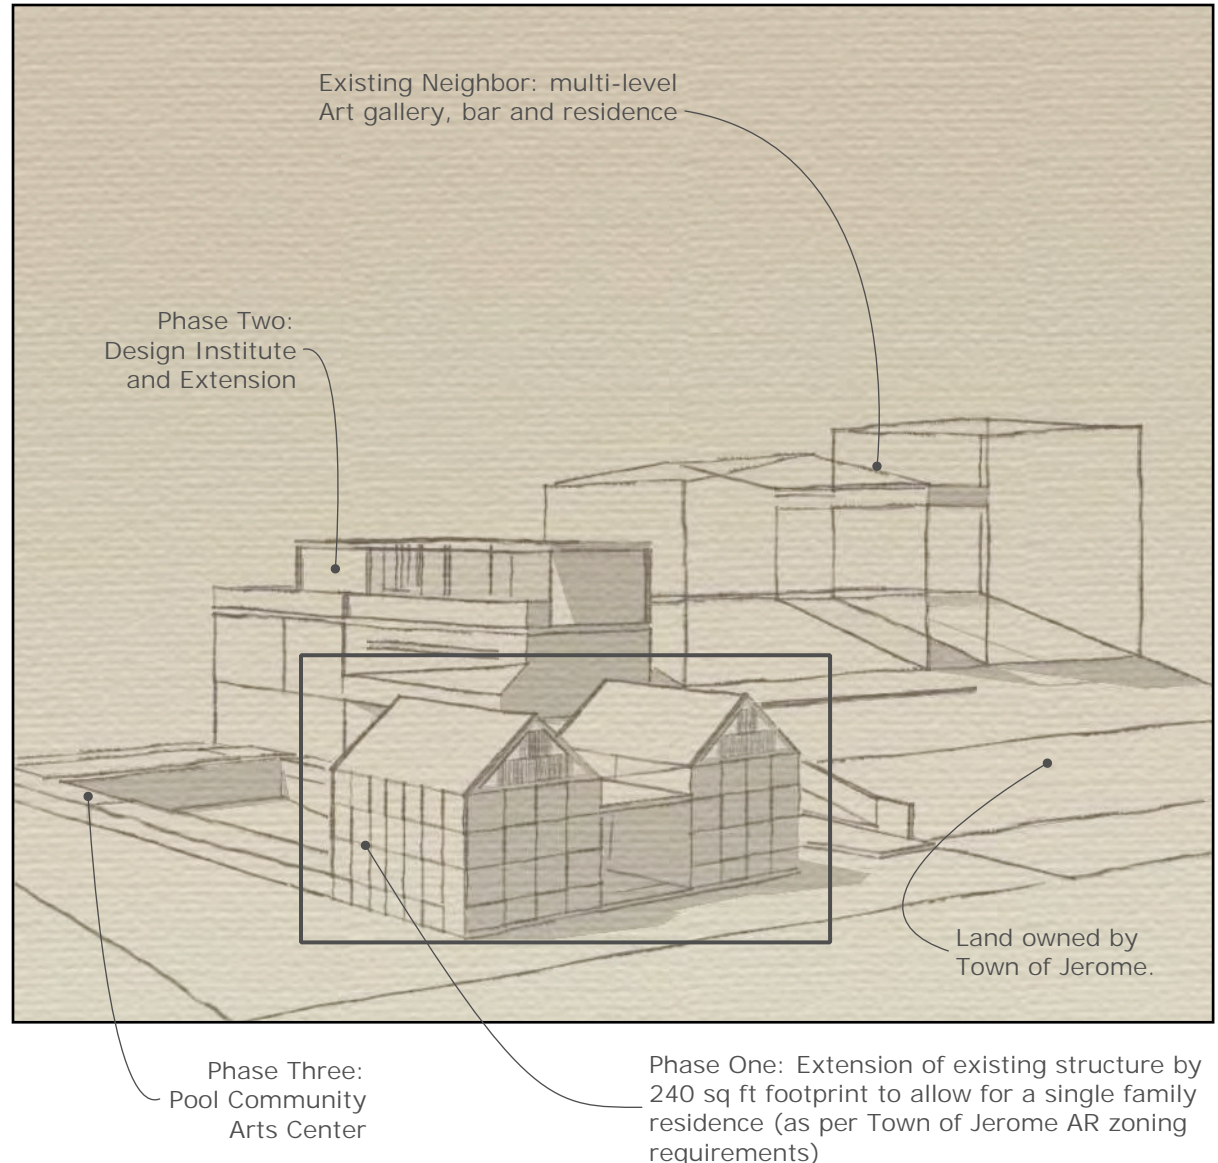 Existing Neighbor: multi-level
Art gallery, bar and residence
Phase Two:
Design Institute
and Extension
Land owned by
Town of Jerome.
Phase Three:
Pool Community
Arts Center
Phase One: Extension of existing structure by
240 sq ft footprint to allow for a single family
residence (as per Town of Jerome AR zoning
requirements)